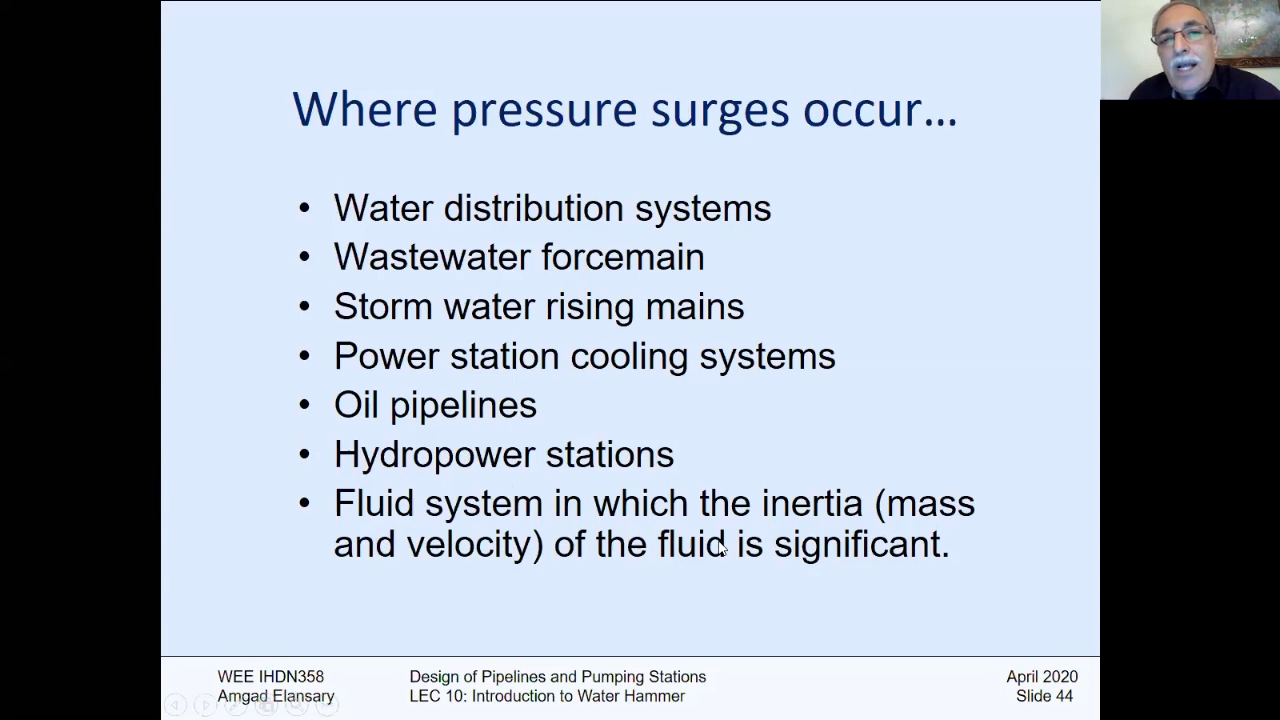 Where pressure surges occur…
• Water distribution systems
• Wastewater forcemain
• Storm water rising mains
• Power station cooling systems
• Oil pipelines
• Hydropower stations
• Fluid system in which the inertia (mass
and velocity) of the fluid is significant.
WEE IHDN358
Amgad Elansary
Design of Pipelines and Pumping Stations
LEC 10: Introduction to Water Hammer
April 2020
Slide 44